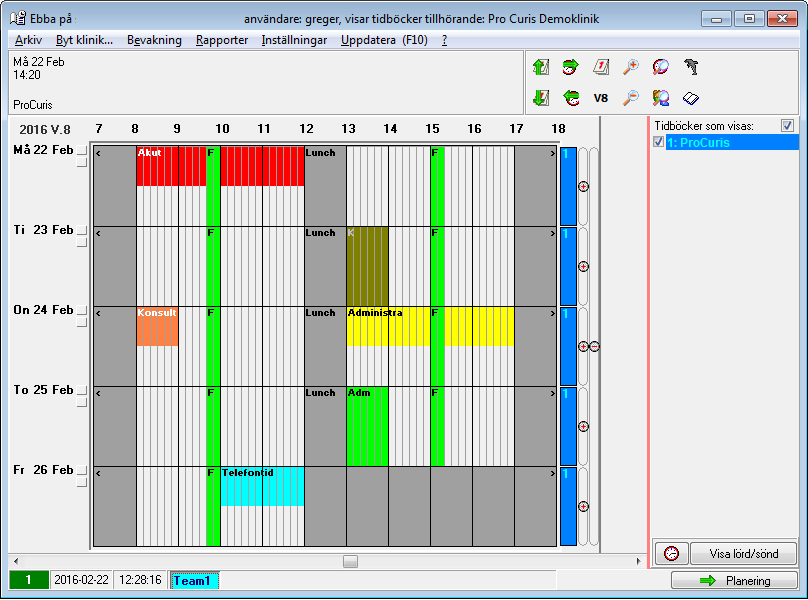 Ebba på
användare: greger, visar tidböcker tillhörande: Pro Curis Demoklinik
Arkiv Byt klinik... Bevakning Rapporter Inställningar Uppdatera (F10) ?
Må 22 Feb
14:20
ProCuris
V8
2016 V.8 7 8 9 10 11 12 13 14 15 16 17 18
Tidböcker som visas:
1: ProCuris
Må 22 Feb < Akut F Lunch F > 1
Ti 23 Feb < F Lunch K F > 1
On 24 Feb < Konsult F Lunch Administra F > 1
To 25 Feb < F Lunch Adm F > 1
Fr 26 Feb < F Telefontid > 1
Visa lörd/sönd
1 2016-02-22 12:28:16 Team1
Planering